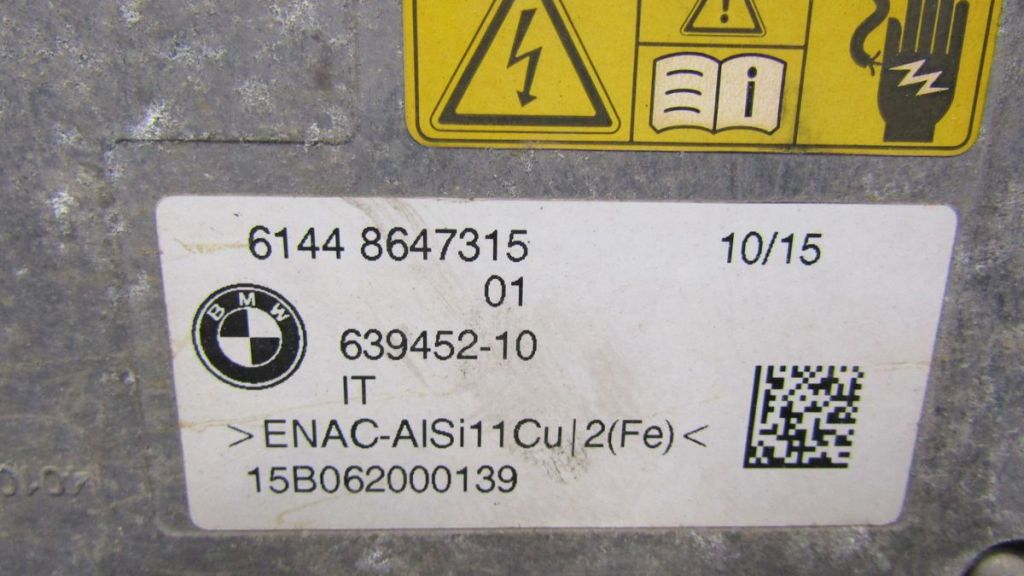 6144 8647315
10/15
01
BMW
639452-10
IT
>ENAC-AlSi11Cu|2(Fe)<
15B062000139